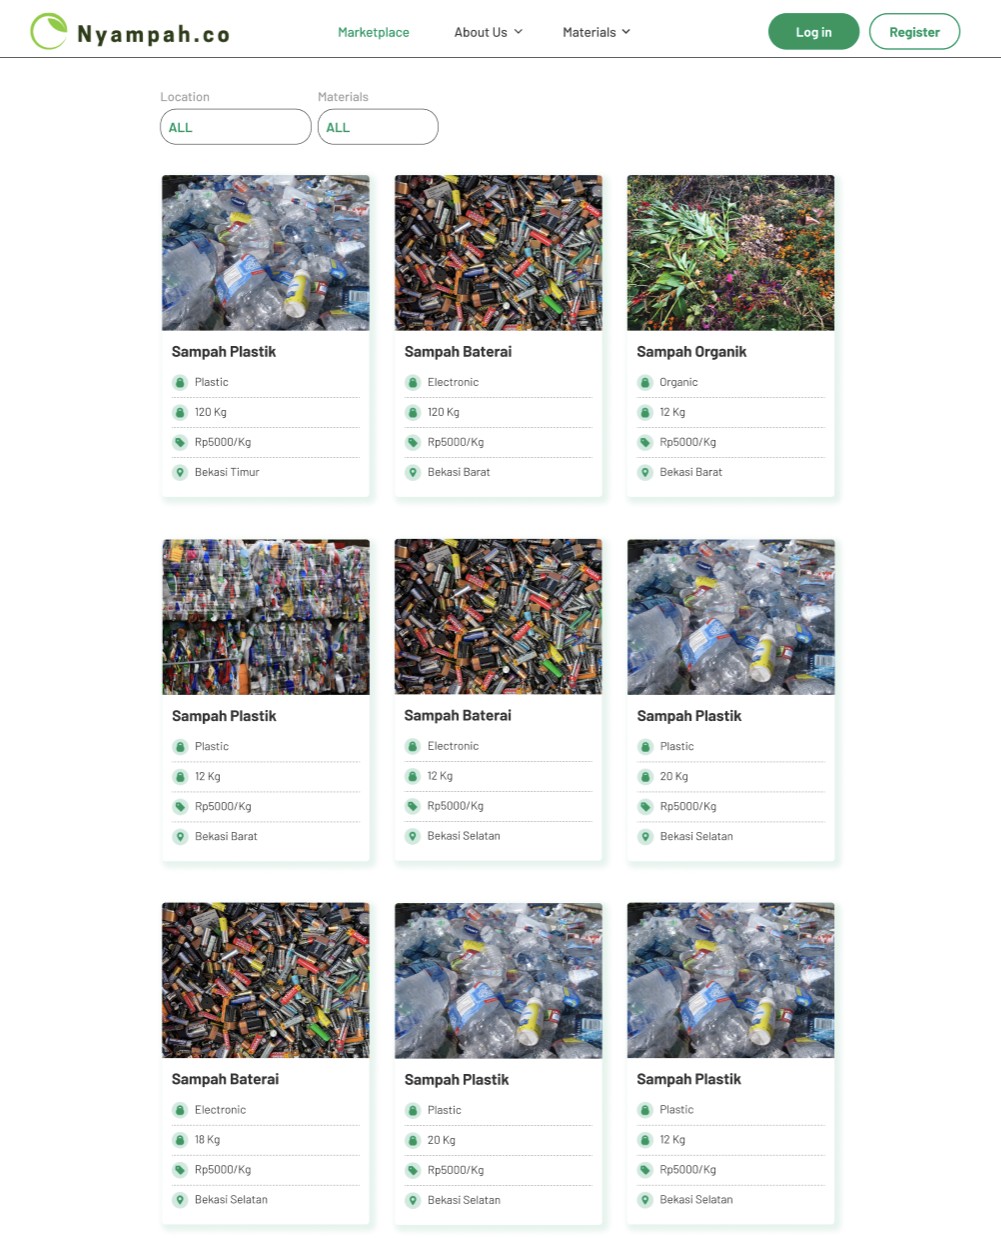 Nyampah.co
Marketplace
About Us
Materials
Log in
Register
Location
Materials
ALL
ALL
Sampah Plastik
Plastic
120 Kg
Rp5000/Kg
Bekasi Timur
Sampah Baterai
Electronic
120 Kg
Rp5000/Kg
Bekasi Barat
Sampah Organik
Organic
12 Kg
Rp5000/Kg
Bekasi Barat
Sampah Plastik
Plastic
12 Kg
Rp5000/Kg
Bekasi Barat
Sampah Baterai
Electronic
12 Kg
Rp5000/Kg
Bekasi Selatan
Sampah Plastik
Plastic
20 Kg
Rp5000/Kg
Bekasi Selatan
Sampah Baterai
Electronic
18 Kg
Rp5000/Kg
Bekasi Selatan
Sampah Plastik
Plastic
20 Kg
Rp5000/Kg
Bekasi Selatan
Sampah Plastik
Plastic
12 Kg
Rp5000/Kg
Bekasi Selatan